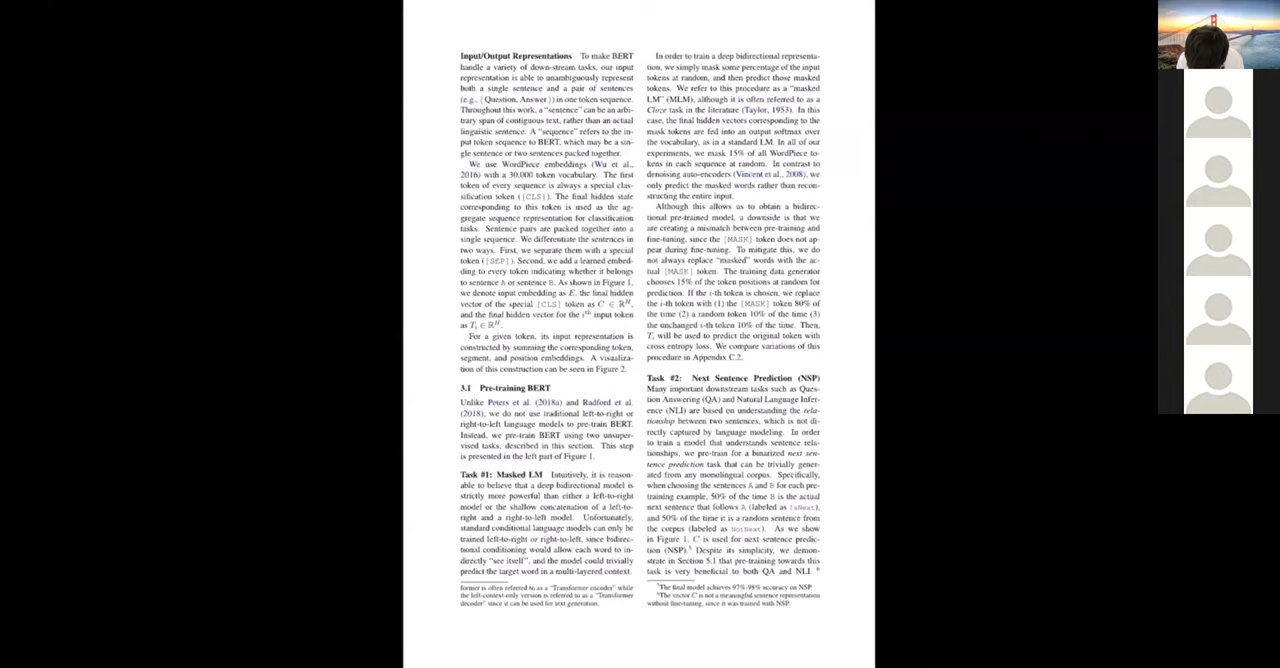 Input/Output Representations To make BERT
handle a variety of down-stream tasks, our input
representation is able to unambiguously represent
both a single sentence and a pair of sentences
(e.g., ⟨ Question, Answer ⟩) in one token sequence.
Throughout this work, a “sentence” can be an arbi-
trary span of contiguous text, rather than an actual
linguistic sentence. A “sequence” refers to the in-
put token sequence to BERT, which may be a sin-
gle sentence or two sentences packed together.
We use WordPiece embeddings (Wu et al.,
2016) with a 30,000 token vocabulary. The first
token of every sequence is always a special clas-
sification token ([CLS]). The final hidden state
corresponding to this token is used as the ag-
gregate sequence representation for classification
tasks. Sentence pairs are packed together into a
single sequence. We differentiate the sentences in
two ways. First, we separate them with a special
token ([SEP]). Second, we add a learned embed-
ding to every token indicating whether it belongs
to sentence A or sentence B. As shown in Figure 1,
we denote input embedding as E, the final hidden
vector of the special [CLS] token as C ∈ ℝᴴ,
and the final hidden vector for the iᵗʰ input token
as Tᵢ ∈ ℝᴴ.
For a given token, its input representation is
constructed by summing the corresponding token,
segment, and position embeddings. A visualiza-
tion of this construction can be seen in Figure 2.
3.1 Pre-training BERT
Unlike Peters et al. (2018a) and Radford et al.
(2018), we do not use traditional left-to-right or
right-to-left language models to pre-train BERT.
Instead, we pre-train BERT using two unsuper-
vised tasks, described in this section. This step
is presented in the left part of Figure 1.
Task #1: Masked LM Intuitively, it is reason-
able to believe that a deep bidirectional model is
strictly more powerful than either a left-to-right
model or the shallow concatenation of a left-to-
right and a right-to-left model. Unfortunately,
standard conditional language models can only be
trained left-to-right or right-to-left, since bidirec-
tional conditioning would allow each word to in-
directly “see itself”, and the model could trivially
predict the target word in a multi-layered context.
former is often referred to as a “Transformer encoder” while
the left-context-only version is referred to as a “Transformer
decoder” since it can be used for text generation.
In order to train a deep bidirectional representa-
tion, we simply mask some percentage of the input
tokens at random, and then predict those masked
tokens. We refer to this procedure as a “masked
LM” (MLM), although it is often referred to as a
Cloze task in the literature (Taylor, 1953). In this
case, the final hidden vectors corresponding to the
mask tokens are fed into an output softmax over
the vocabulary, as in a standard LM. In all of our
experiments, we mask 15% of all WordPiece to-
kens in each sequence at random. In contrast to
denoising auto-encoders (Vincent et al., 2008), we
only predict the masked words rather than recon-
structing the entire input.
Although this allows us to obtain a bidirec-
tional pre-trained model, a downside is that we
are creating a mismatch between pre-training and
fine-tuning, since the [MASK] token does not ap-
pear during fine-tuning. To mitigate this, we do
not always replace “masked” words with the ac-
tual [MASK] token. The training data generator
chooses 15% of the token positions at random for
prediction. If the i-th token is chosen, we replace
the i-th token with (1) the [MASK] token 80% of
the time (2) a random token 10% of the time (3)
the unchanged i-th token 10% of the time. Then,
Tᵢ will be used to predict the original token with
cross entropy loss. We compare variations of this
procedure in Appendix C.2.
Task #2: Next Sentence Prediction (NSP)
Many important downstream tasks such as Ques-
tion Answering (QA) and Natural Language Infer-
ence (NLI) are based on understanding the rela-
tionship between two sentences, which is not di-
rectly captured by language modeling. In order
to train a model that understands sentence rela-
tionships, we pre-train for a binarized next sen-
tence prediction task that can be trivially gener-
ated from any monolingual corpus. Specifically,
when choosing the sentences A and B for each pre-
training example, 50% of the time B is the actual
next sentence that follows A (labeled as IsNext),
and 50% of the time it is a random sentence from
the corpus (labeled as NotNext). As we show
in Figure 1, C is used for next sentence predic-
tion (NSP).⁵ Despite its simplicity, we demon-
strate in Section 5.1 that pre-training towards this
task is very beneficial to both QA and NLI. ⁶
⁵The final model achieves 97%-98% accuracy on NSP.
⁶The vector C is not a meaningful sentence representation
without fine-tuning, since it was trained with NSP.